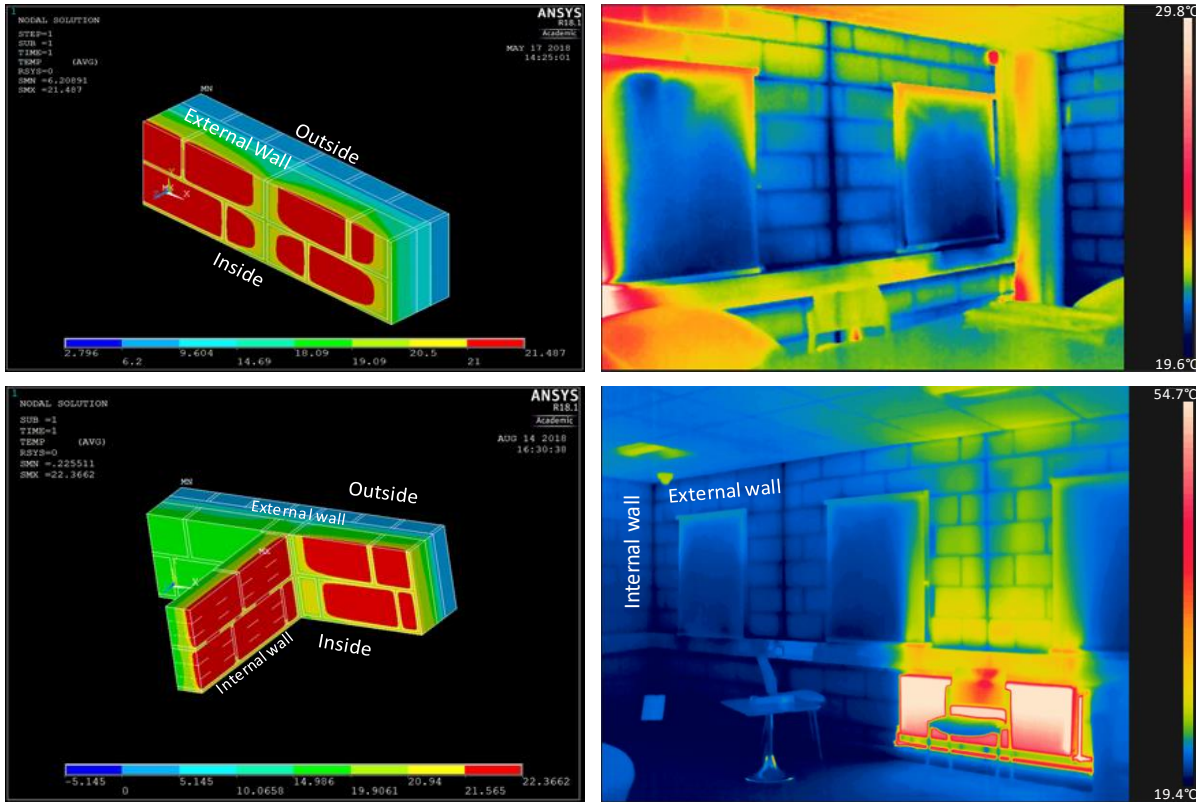 1
NODAL SOLUTION
STEP=1
SUB =1
TIME=1
TEMP (AVG)
RSYS=0
SMN =6.20891
SMX =21.487
ANSYS
R18.1
Academic
MAY 17 2018
14:25:01
MN
External Wall
Outside
MX
X
Inside
2.796 6.2 9.604 14.69 18.09 19.09 20.5 21 21.487
29.8℃
19.6℃
1
NODAL SOLUTION
SUB =1
TIME=1
TEMP (AVG)
RSYS=0
SMN =.225511
SMX =22.3662
ANSYS
R18.1
Academic
AUG 14 2018
16:30:38
MN
Outside
External wall
MX
X
Inside
Internal wall
-5.145 0 5.145 10.0658 14.986 19.9061 20.94 21.565 22.3662
54.7℃
External wall
Internal wall
19.4℃